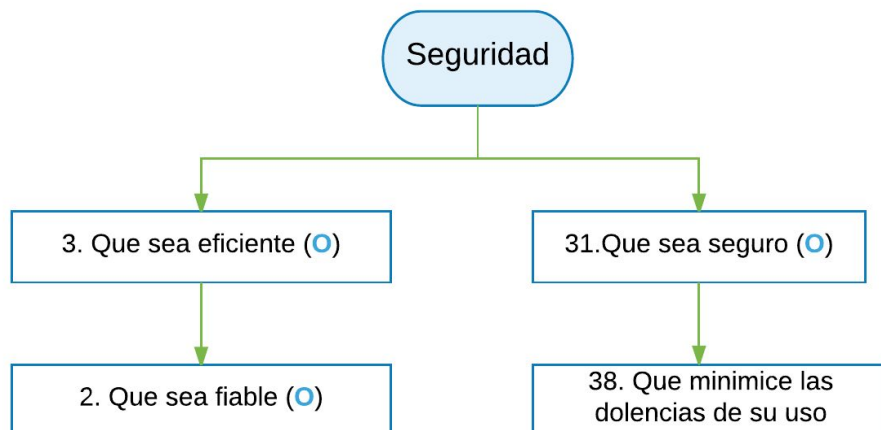 Seguridad
3. Que sea eficiente (O)
31.Que sea seguro (O)
2. Que sea fiable (O)
38. Que minimice las
dolencias de su uso